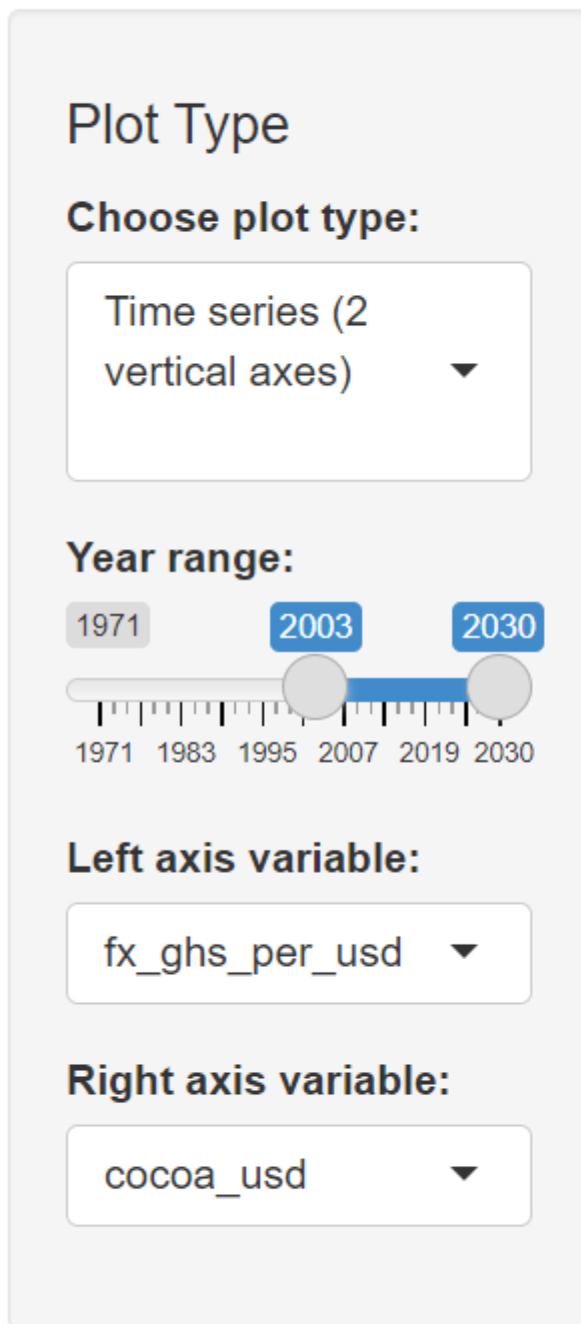 Plot Type
Choose plot type:
Time series (2
vertical axes)
Year range:
1971 2003 2030
1971 1983 1995 2007 2019 2030
Left axis variable:
fx_ghs_per_usd
Right axis variable:
cocoa_usd